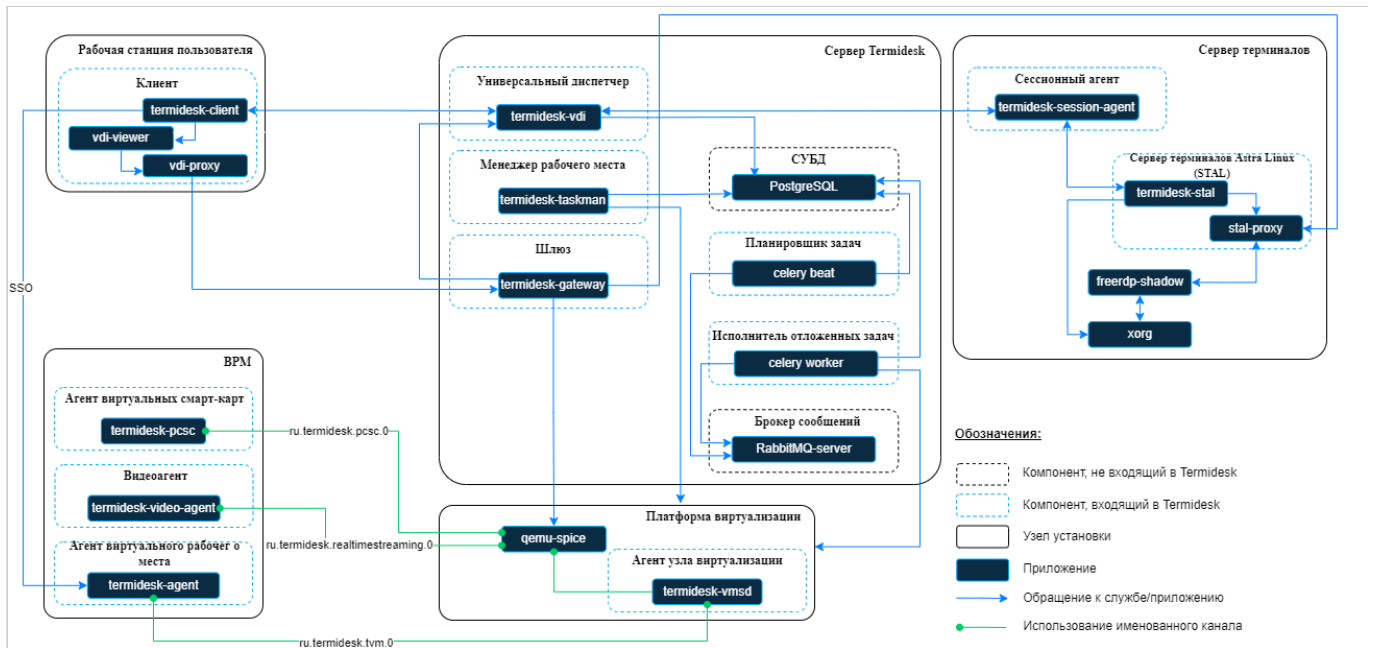 Рабочая станция пользователя
Клиент
termidesk-client
vdi-viewer
vdi-proxy
SSO
Сервер Termidesk
Универсальный диспетчер
termidesk-vdi
Менеджер рабочего места
termidesk-taskman
Шлюз
termidesk-gateway
СУБД
PostgreSQL
Планировщик задач
celery beat
Исполнитель отложенных задач
celery worker
Брокер сообщений
RabbitMQ-server
Сервер терминалов
Сессионный агент
termidesk-session-agent
Сервер терминалов Astra Linux
(STAL)
termidesk-stal
stal-proxy
freerdp-shadow
xorg
ВРМ
Агент виртуальных смарт-карт
termidesk-pcsc
ru.termidesk.pcsc.0
Видеоагент
termidesk-video-agent
ru.termidesk.realtimestreaming.0
Агент виртуального рабочег о
места
termidesk-agent
ru.termidesk.tvm.0
Платформа виртуализации
qemu-spice
Агент узла виртуализации
termidesk-vmsd
Обозначения:
Компонент, не входящий в Termidesk
Компонент, входящий в Termidesk
Узел установки
Приложение
Обращение к службе/приложению
Использование именованного канала